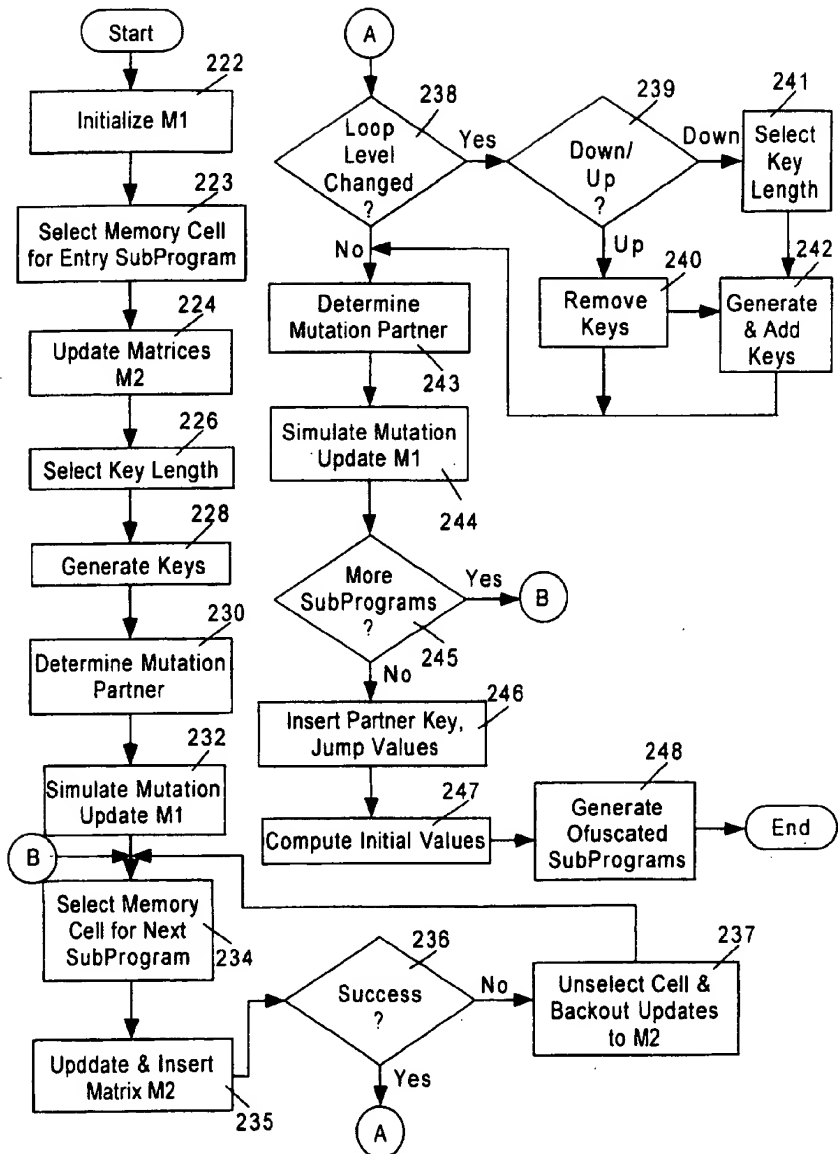 Start
222
Initialize M1
223
Select Memory Cell
for Entry SubProgram
224
Update Matrices
M2
226
Select Key Length
228
Generate Keys
230
Determine Mutation
Partner
232
Simulate Mutation
Update M1
B
Select Memory
Cell for Next
SubProgram
234
Upddate & Insert
Matrix M2
235
236
Success
?
No
Yes
A
237
Unselect Cell &
Backout Updates
to M2
A
238
Loop
Level
Changed
?
Yes
No
239
Down/
Up
?
Down
Up
241
Select
Key
Length
240
Remove
Keys
242
Generate
& Add
Keys
Determine
Mutation Partner
243
Simulate Mutation
Update M1
244
More
SubPrograms
?
Yes
B
245
No
246
Insert Partner Key,
Jump Values
247
Compute Initial Values
248
Generate
Ofuscated
SubPrograms
End